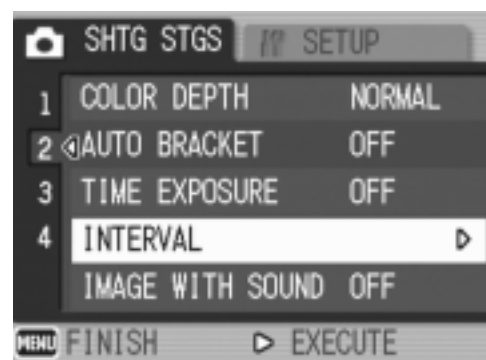 SHTG STGS SETUP
1 COLOR DEPTH NORMAL
2 AUTO BRACKET OFF
3 TIME EXPOSURE OFF
4 INTERVAL
IMAGE WITH SOUND OFF
MENU FINISH EXECUTE